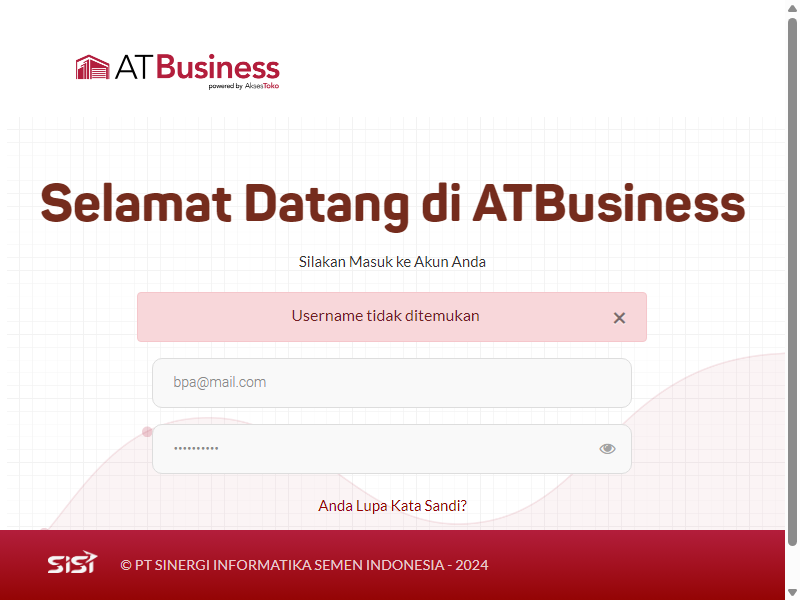 ATBusiness
powered by AksesToko
Selamat Datang di ATBusiness
Silakan Masuk ke Akun Anda
Username tidak ditemukan
×
bpa@mail.com
••••••••••
Anda Lupa Kata Sandi?
SISI © PT SINERGI INFORMATIKA SEMEN INDONESIA - 2024